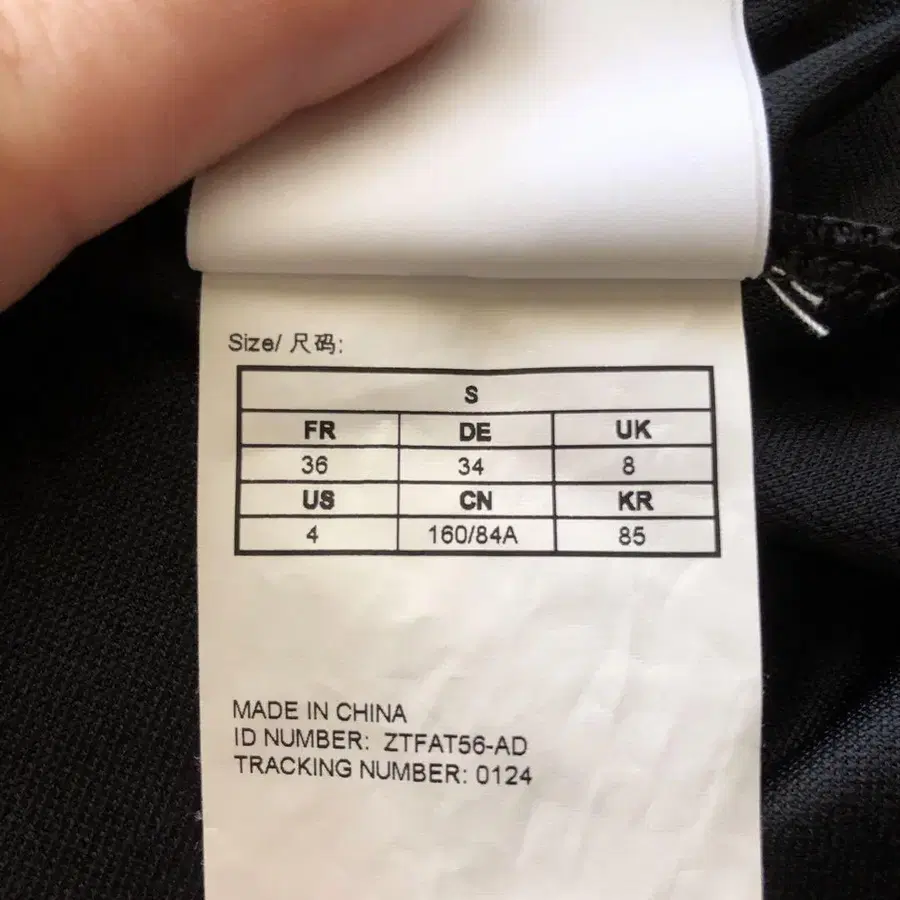 Size/ 尺码:
S
FR DE UK
36 34 8
US CN KR
4 160/84A 85
MADE IN CHINA
ID NUMBER: ZTFAT56-AD
TRACKING NUMBER: 0124